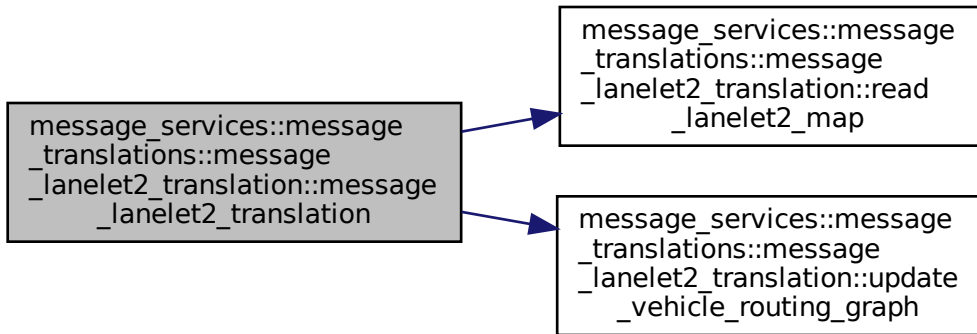 message_services::message
_translations::message
_lanelet2_translation::message
_lanelet2_translation
message_services::message
_translations::message
_lanelet2_translation::read
_lanelet2_map
message_services::message
_translations::message
_lanelet2_translation::update
_vehicle_routing_graph